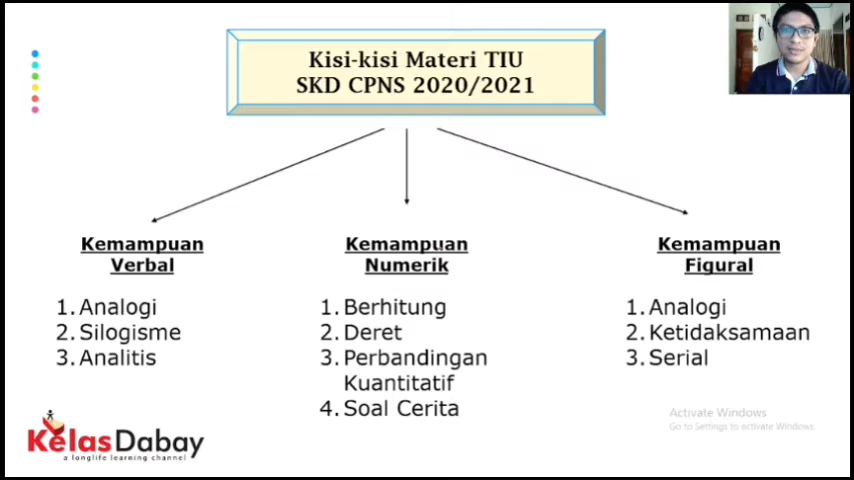 Kisi-kisi Materi TIU
SKD CPNS 2020/2021
Kemampuan
Verbal
1. Analogi
2. Silogisme
3. Analitis
Kemampuan
Numerik
1. Berhitung
2. Deret
3. Perbandingan
Kuantitatif
4. Soal Cerita
Kemampuan
Figural
1. Analogi
2. Ketidaksamaan
3. Serial
KelasDabay
a longlife learning channel
Activate Windows
Go to Settings to activate Windows.